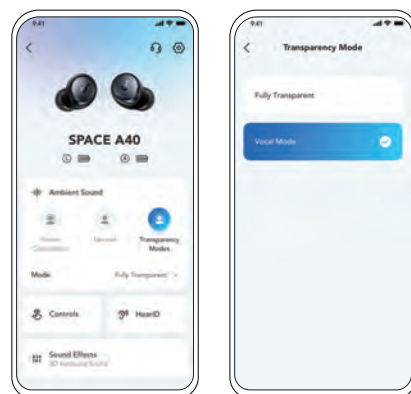 9:41
SPACE A40
Ambient Sound
Noise
Cancellation
Normal
Transparency
Modes
Mode
Fully Transparent
Controls
HearID
Sound Effects
3D Surround Sound
9:41
Transparency Mode
Fully Transparent
Vocal Mode